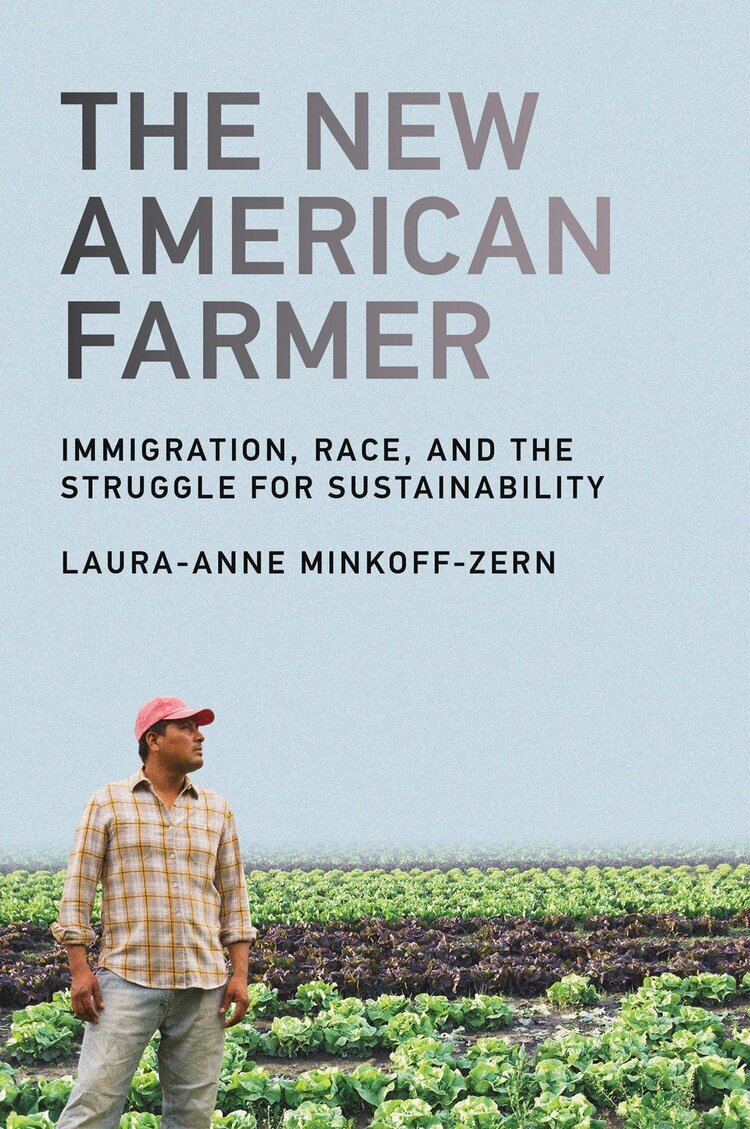 THE NEW
AMERICAN
FARMER
IMMIGRATION, RACE, AND THE
STRUGGLE FOR SUSTAINABILITY
LAURA-ANNE MINKOFF-ZERN